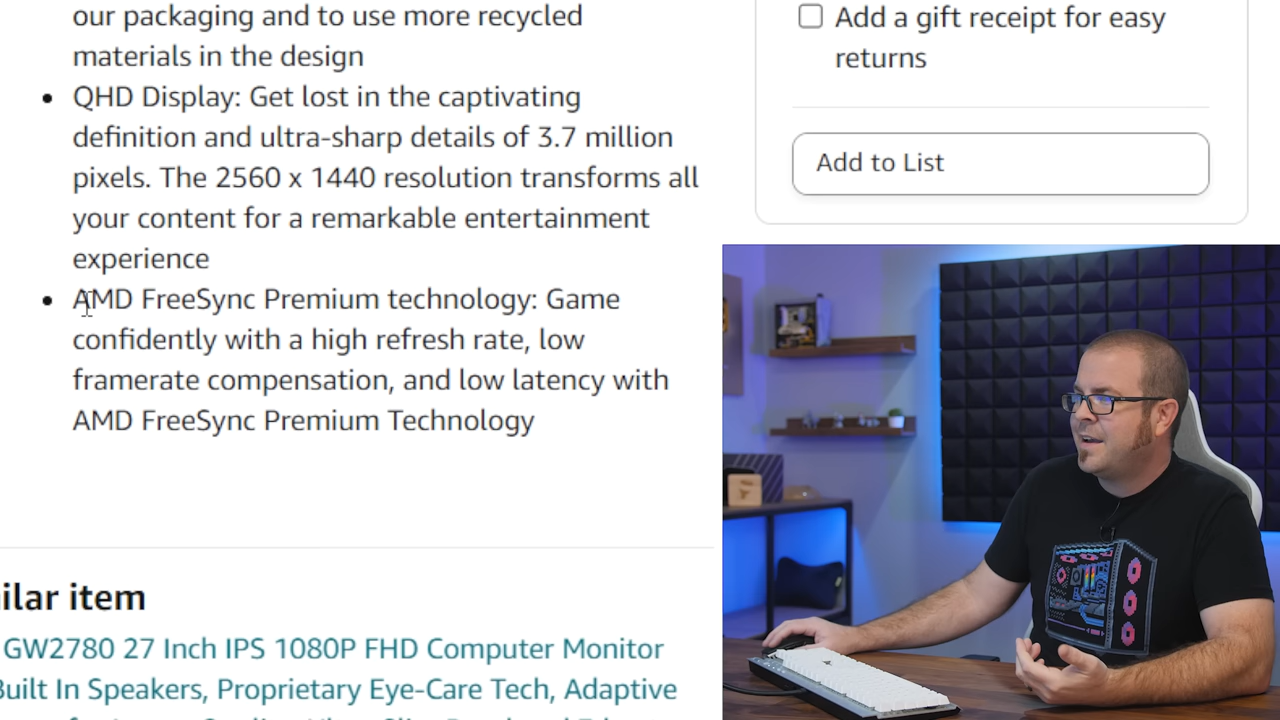 our packaging and to use more recycled
materials in the design
QHD Display: Get lost in the captivating
definition and ultra-sharp details of 3.7 million
pixels. The 2560 x 1440 resolution transforms all
your content for a remarkable entertainment
experience
AMD FreeSync Premium technology: Game
confidently with a high refresh rate, low
framerate compensation, and low latency with
AMD FreeSync Premium Technology
ilar item
GW2780 27 Inch IPS 1080P FHD Computer Monitor
Built In Speakers, Proprietary Eye-Care Tech, Adaptive
Add a gift receipt for easy
returns
Add to List